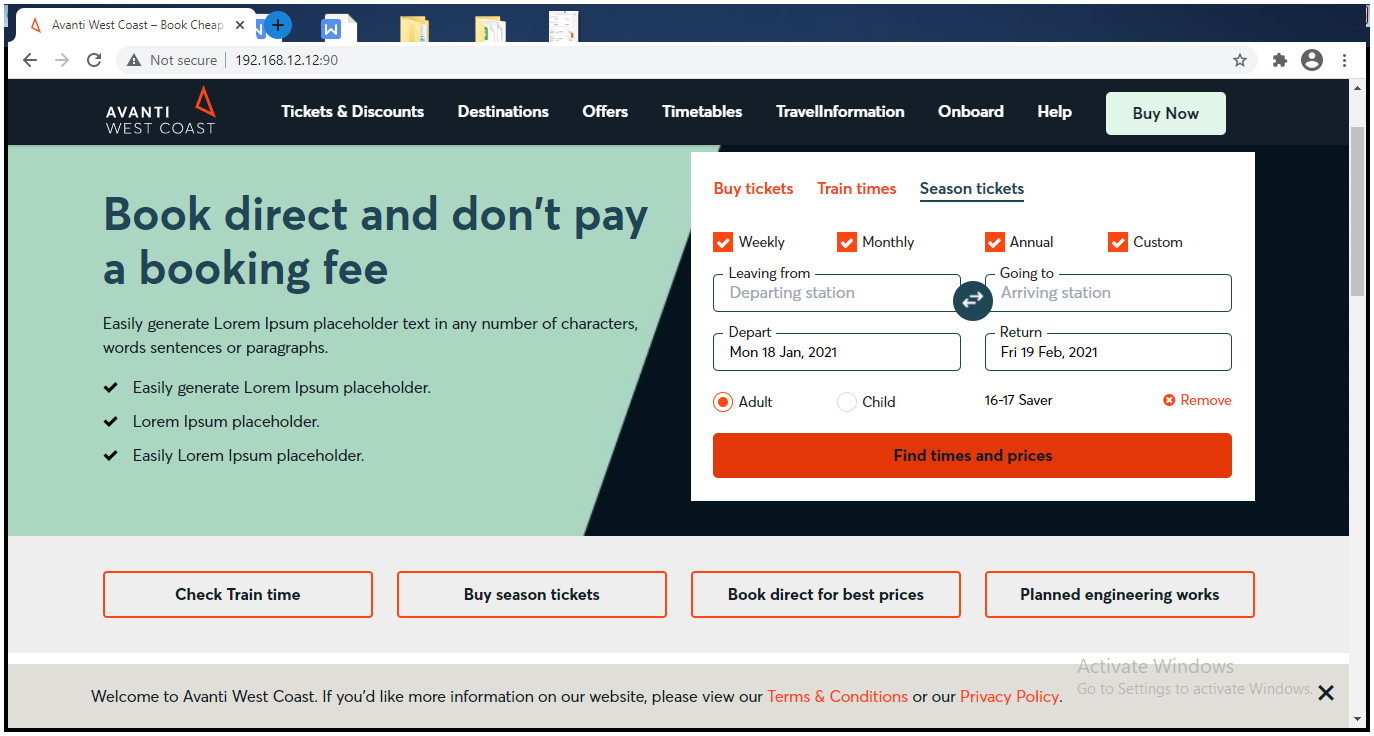 Avanti West Coast – Book Cheap
Not secure
192.168.12.12:90
AVANTI
WEST COAST
Tickets & Discounts
Destinations
Offers
Timetables
TravelInformation
Onboard
Help
Buy Now
Book direct and don't pay
a booking fee
Easily generate Lorem Ipsum placeholder text in any number of characters,
words sentences or paragraphs.
Easily generate Lorem Ipsum placeholder.
Lorem Ipsum placeholder.
Easily Lorem Ipsum placeholder.
Buy tickets
Train times
Season tickets
Weekly
Monthly
Annual
Custom
Leaving from
Departing station
Going to
Arriving station
Depart
Mon 18 Jan, 2021
Return
Fri 19 Feb, 2021
Adult
Child
16-17 Saver
Remove
Find times and prices
Check Train time
Buy season tickets
Book direct for best prices
Planned engineering works
Activate Windows
Go to Settings to activate Windows.
Welcome to Avanti West Coast. If you'd like more information on our website, please view our Terms & Conditions or our Privacy Policy.